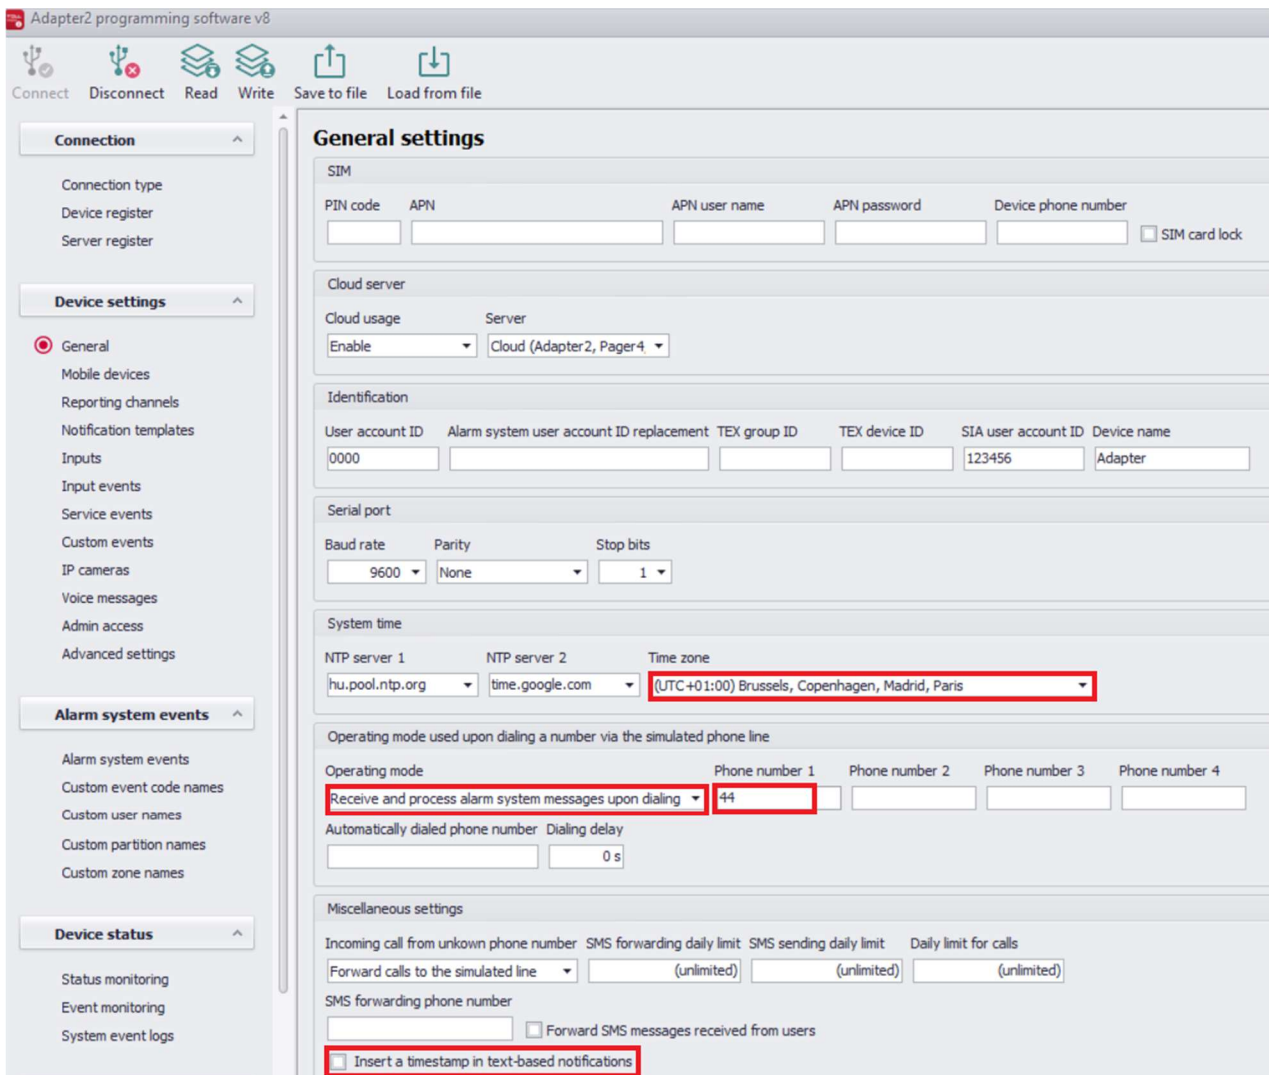 Adapter2 programming software v8
Connect Disconnect Read Write Save to file Load from file
Connection
Connection type
Device register
Server register
Device settings
General
Mobile devices
Reporting channels
Notification templates
Inputs
Input events
Service events
Custom events
IP cameras
Voice messages
Admin access
Advanced settings
Alarm system events
Alarm system events
Custom event code names
Custom user names
Custom partition names
Custom zone names
Device status
Status monitoring
Event monitoring
System event logs
General settings
SIM
PIN code APN APN user name APN password Device phone number
SIM card lock
Cloud server
Cloud usage Server
Enable Cloud (Adapter2, Pager4
Identification
User account ID Alarm system user account ID replacement TEX group ID TEX device ID SIA user account ID Device name
0000 123456 Adapter
Serial port
Baud rate Parity Stop bits
9600 None 1
System time
NTP server 1 NTP server 2 Time zone
hu.pool.ntp.org time.google.com (UTC+01:00) Brussels, Copenhagen, Madrid, Paris
Operating mode used upon dialing a number via the simulated phone line
Operating mode Phone number 1 Phone number 2 Phone number 3 Phone number 4
Receive and process alarm system messages upon dialing 44
Automatically dialed phone number Dialing delay
0 s
Miscellaneous settings
Incoming call from unkown phone number SMS forwarding daily limit SMS sending daily limit Daily limit for calls
Forward calls to the simulated line (unlimited) (unlimited) (unlimited)
SMS forwarding phone number
Forward SMS messages received from users
Insert a timestamp in text-based notifications